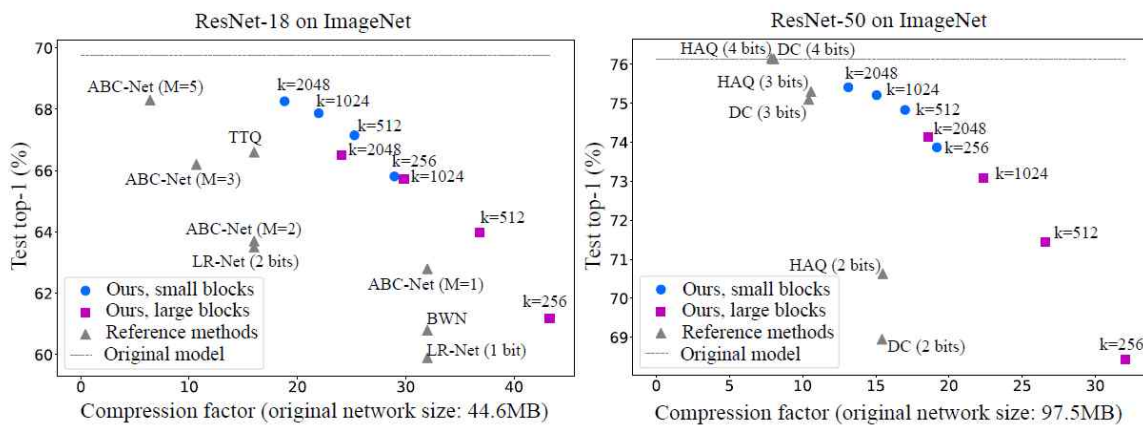 ResNet-18 on ImageNet
70
68
66
64
62
60
Test top-1 (%)
ABC-Net (M=5)
k=2048
k=1024
TTQ
k=512
k=2048
k=256
ABC-Net (M=3)
k=1024
ABC-Net (M=2)
k=512
LR-Net (2 bits)
ABC-Net (M=1)
k=256
BWN
LR-Net (1 bit)
Ours, small blocks
Ours, large blocks
Reference methods
Original model
0 10 20 30 40
Compression factor (original network size: 44.6MB)
ResNet-50 on ImageNet
76
75
74
73
72
71
70
69
Test top-1 (%)
HAQ (4 bits) DC (4 bits)
k=2048
HAQ (3 bits)
k=1024
DC (3 bits)
k=512
k=2048
k=256
k=1024
k=512
HAQ (2 bits)
DC (2 bits)
k=256
Ours, small blocks
Ours, large blocks
Reference methods
Original model
0 5 10 15 20 25 30
Compression factor (original network size: 97.5MB)